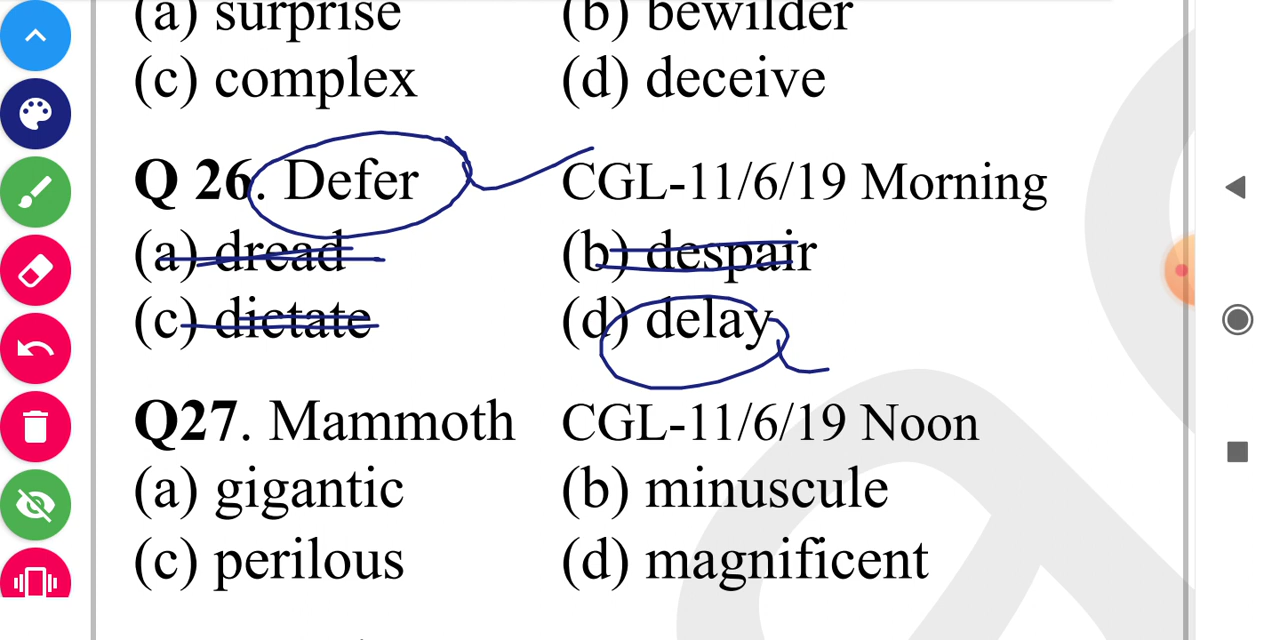 (a) surprise (b) bewilder
(c) complex (d) deceive
Q 26. Defer CGL-11/6/19 Morning
(a) dread (b) despair
(c) dictate (d) delay
Q27. Mammoth CGL-11/6/19 Noon
(a) gigantic (b) minuscule
(c) perilous (d) magnificent